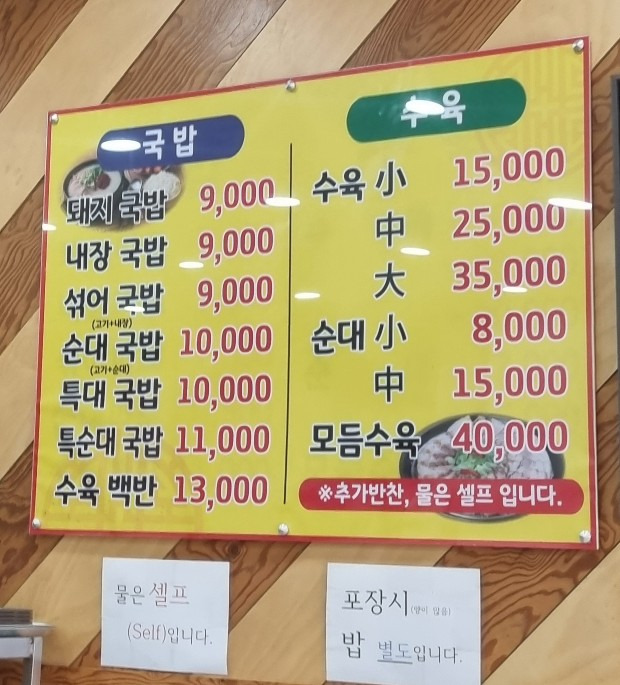 국밥
돼지 국밥 9,000
내장 국밥 9,000
섞어 국밥 9,000
(고기+내장)
순대 국밥 10,000
(고기+순대)
특대 국밥 10,000
특순대 국밥 11,000
수육 백반 13,000
수육
수육 小 15,000
中 25,000
大 35,000
순대 小 8,000
中 15,000
모듬수육 40,000
※추가반찬, 물은 셀프 입니다.
물은 셀프
(Self)입니다.
포장시(양이 많음)
밥 별도입니다.